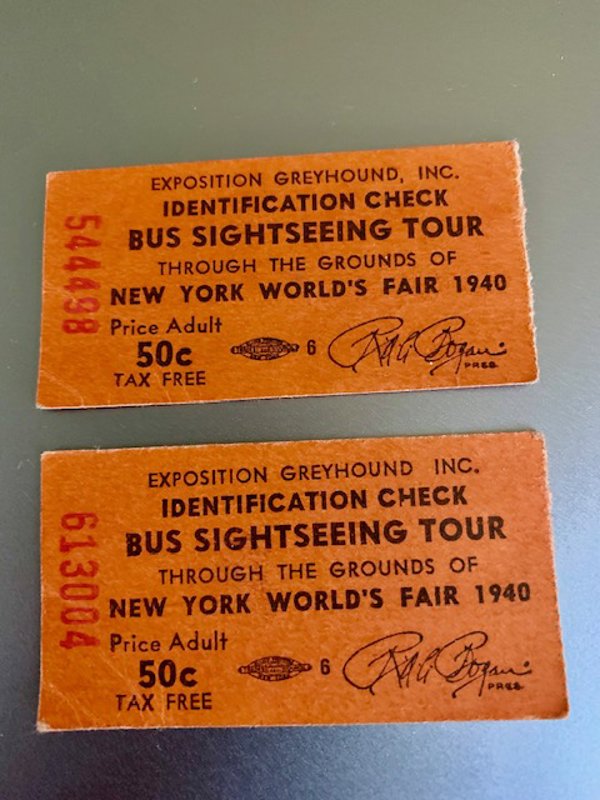 EXPOSITION GREYHOUND, INC.
IDENTIFICATION CHECK
BUS SIGHTSEEING TOUR
THROUGH THE GROUNDS OF
NEW YORK WORLD'S FAIR 1940
544498
Price Adult
50c
TAX FREE
6
R.A.G. Bogan
PRES.
EXPOSITION GREYHOUND INC.
IDENTIFICATION CHECK
BUS SIGHTSEEING TOUR
THROUGH THE GROUNDS OF
NEW YORK WORLD'S FAIR 1940
613004
Price Adult
50c
TAX FREE
6
Bogan
PRES.